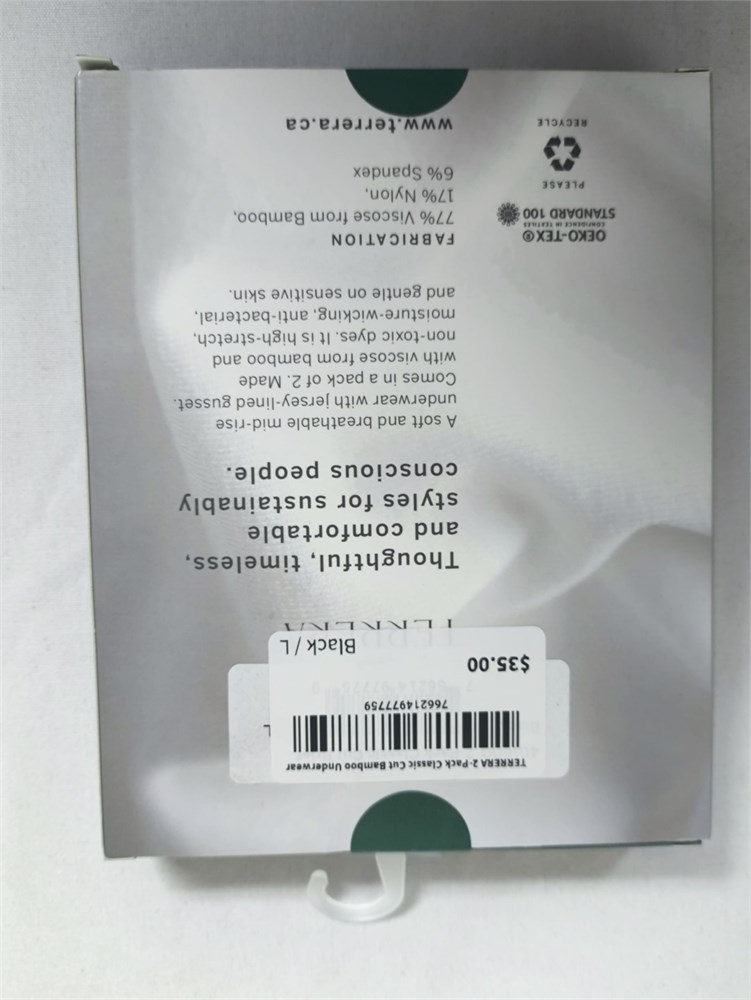 TERRERA 2-Pack Classic Cut Bamboo Underwear
766214977759
$35.00
Black / L
L
TERRERA
Thoughtful, timeless,
and comfortable
styles for sustainably
conscious people.
A soft and breathable mid-rise
underwear with jersey-lined gusset.
Comes in a pack of 2. Made
with viscose from bamboo and
non-toxic dyes. It is high-stretch,
moisture-wicking, anti-bacterial,
and gentle on sensitive skin.
FABRICATION
77% Viscose from Bamboo,
17% Nylon,
6% Spandex
www.terrera.ca
OEKO-TEX®
CONFIDENCE IN TEXTILES
STANDARD 100
PLEASE
RECYCLE